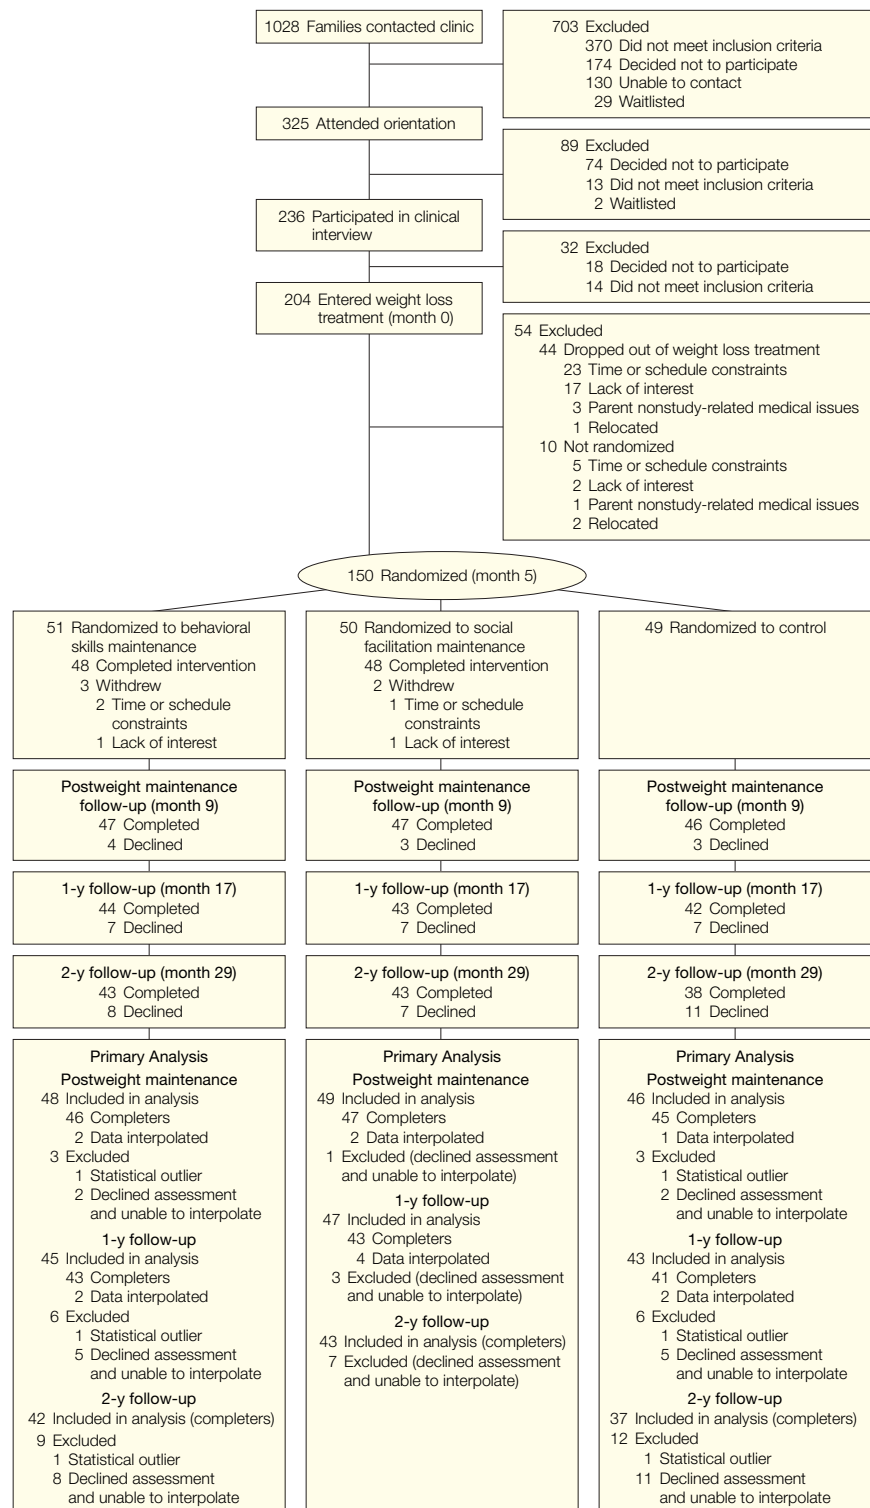 1028 Families contacted clinic
703 Excluded
370 Did not meet inclusion criteria
174 Decided not to participate
130 Unable to contact
29 Waitlisted
325 Attended orientation
89 Excluded
74 Decided not to participate
13 Did not meet inclusion criteria
2 Waitlisted
236 Participated in clinical
interview
32 Excluded
18 Decided not to participate
14 Did not meet inclusion criteria
204 Entered weight loss
treatment (month 0)
54 Excluded
44 Dropped out of weight loss treatment
23 Time or schedule constraints
17 Lack of interest
3 Parent nonstudy-related medical issues
1 Relocated
10 Not randomized
5 Time or schedule constraints
2 Lack of interest
1 Parent nonstudy-related medical issues
2 Relocated
150 Randomized (month 5)
51 Randomized to behavioral
skills maintenance
48 Completed intervention
3 Withdrew
2 Time or schedule
constraints
1 Lack of interest
50 Randomized to social
facilitation maintenance
48 Completed intervention
2 Withdrew
1 Time or schedule
constraints
1 Lack of interest
49 Randomized to control
Postweight maintenance
follow-up (month 9)
47 Completed
4 Declined
Postweight maintenance
follow-up (month 9)
47 Completed
3 Declined
Postweight maintenance
follow-up (month 9)
46 Completed
3 Declined
1-y follow-up (month 17)
44 Completed
7 Declined
1-y follow-up (month 17)
43 Completed
7 Declined
1-y follow-up (month 17)
42 Completed
7 Declined
2-y follow-up (month 29)
43 Completed
8 Declined
2-y follow-up (month 29)
43 Completed
7 Declined
2-y follow-up (month 29)
38 Completed
11 Declined
Primary Analysis
Postweight maintenance
48 Included in analysis
46 Completers
2 Data interpolated
3 Excluded
1 Statistical outlier
2 Declined assessment
and unable to interpolate
1-y follow-up
45 Included in analysis
43 Completers
2 Data interpolated
6 Excluded
1 Statistical outlier
5 Declined assessment
and unable to interpolate
2-y follow-up
42 Included in analysis (completers)
9 Excluded
1 Statistical outlier
8 Declined assessment
and unable to interpolate
Primary Analysis
Postweight maintenance
49 Included in analysis
47 Completers
2 Data interpolated
1 Excluded (declined assessment
and unable to interpolate)
1-y follow-up
47 Included in analysis
43 Completers
4 Data interpolated
3 Excluded (declined assessment
and unable to interpolate)
2-y follow-up
43 Included in analysis (completers)
7 Excluded (declined assessment
and unable to interpolate)
Primary Analysis
Postweight maintenance
46 Included in analysis
45 Completers
1 Data interpolated
3 Excluded
1 Statistical outlier
2 Declined assessment
and unable to interpolate
1-y follow-up
43 Included in analysis
41 Completers
2 Data interpolated
6 Excluded
1 Statistical outlier
5 Declined assessment
and unable to interpolate
2-y follow-up
37 Included in analysis (completers)
12 Excluded
1 Statistical outlier
11 Declined assessment
and unable to interpolate